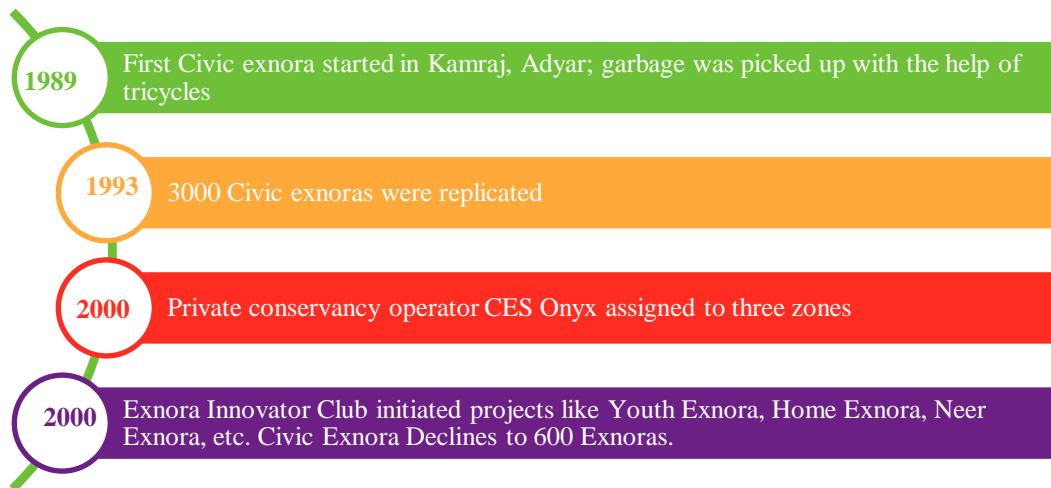 1989
First Civic exnora started in Kamraj, Adyar; garbage was picked up with the help of
tricycles
1993
3000 Civic exnoras were replicated
2000
Private conservancy operator CES Onyx assigned to three zones
2000
Exnora Innovator Club initiated projects like Youth Exnora, Home Exnora, Neer
Exnora, etc. Civic Exnora Declines to 600 Exnoras.